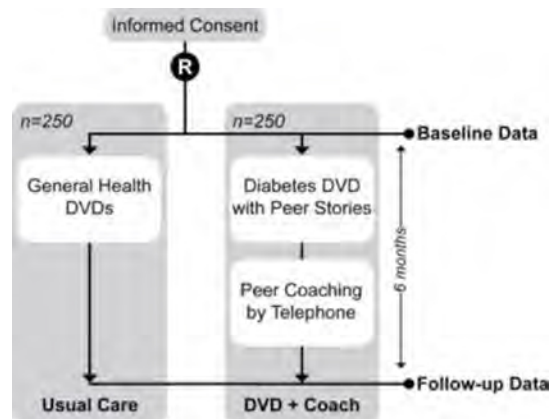 Informed Consent
R
n=250
n=250
Baseline Data
General Health
DVDs
Diabetes DVD
with Peer Stories
6 months
Peer Coaching
by Telephone
Follow-up Data
Usual Care
DVD + Coach